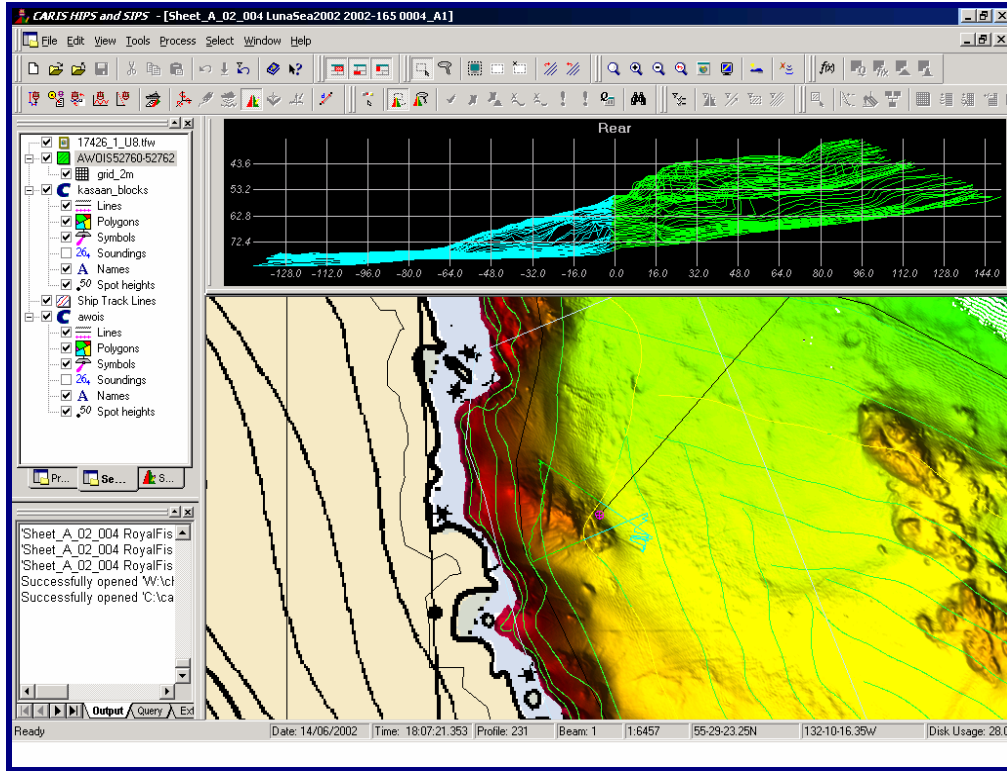 CARIS HIPS and SIPS - [Sheet_A_02_004 LunaSea2002 2002-165 0004_A1]
File Edit View Tools Process Select Window Help
Rear
43.6
53.2
62.8
72.4
-128.0 -112.0 -96.0 -80.0 -64.0 -48.0 -32.0 -16.0 0.0 16.0 32.0 48.0 64.0 80.0 96.0 112.0 128.0 144.0
17426_1_U8.tfw
AWOIS52760-52762
grid_2m
kasaan_blocks
Lines
Polygons
Symbols
Soundings
Names
Spot heights
Ship Track Lines
awois
Lines
Polygons
Symbols
Soundings
Names
Spot heights
Pr... Se... S...
'Sheet_A_02_004 RoyalFis
'Sheet_A_02_004 RoyalFis
'Sheet_A_02_004 RoyalFis
Successfully opened 'W:\ch
Successfully opened 'C:\ca
Output Query Ext
Ready Date: 14/06/2002 Time: 18:07:21.353 Profile: 231 Beam: 1 1:6457 55-29-23.25N 132-10-16.35W Disk Usage: 28.0